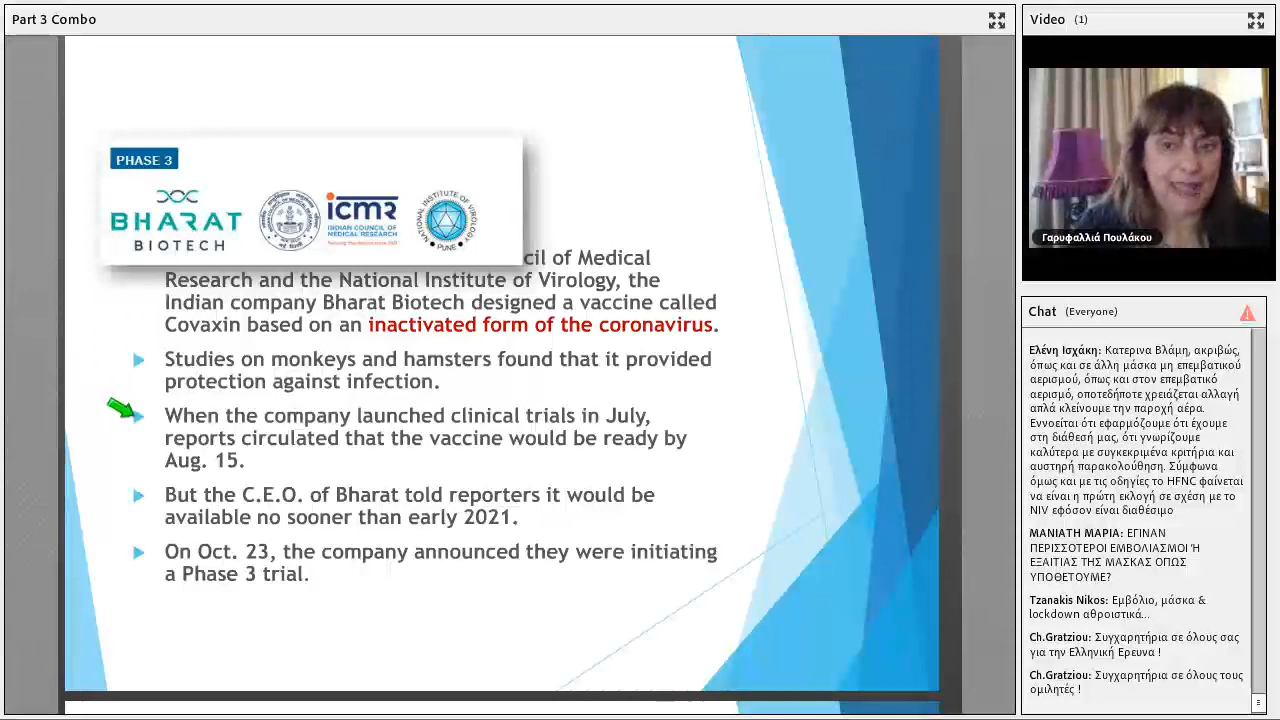 Part 3 Combo
PHASE 3
BHARAT
BIOTECH
icmr
INDIAN COUNCIL OF
MEDICAL RESEARCH
NATIONAL INSTITUTE OF VIROLOGY
PUNE
cil of Medical
Research and the National Institute of Virology, the
Indian company Bharat Biotech designed a vaccine called
Covaxin based on an inactivated form of the coronavirus.
Studies on monkeys and hamsters found that it provided
protection against infection.
When the company launched clinical trials in July,
reports circulated that the vaccine would be ready by
Aug. 15.
But the C.E.O. of Bharat told reporters it would be
available no sooner than early 2021.
On Oct. 23, the company announced they were initiating
a Phase 3 trial.
Video (1)
Γαρυφαλλιά Πουλάκου
Chat (Everyone)
Ελένη Ισχάκη: Κατερινα Βλάμη, ακριβώς,
όπως και σε άλλη μάσκα μη επεμβατικού
αερισμού, όπως και στον επεμβατικό
αερισμό, οποτεδήποτε χρειάζεται αλλαγή
απλά κλείνουμε την παροχή αέρα.
Εννοείται ότι εφαρμόζουμε ότι έχουμε
στη διάθεσή μας, ότι γνωρίζουμε
καλύτερα με συγκεκριμένα κριτήρια και
αυστηρή παρακολούθηση. Σύμφωνα
όμως και με τις οδηγίες το HFNC φαίνεται
να είναι η πρώτη εκλογή σε σχέση με το
NIV εφόσον είναι διαθέσιμο
ΜΑΝΙΑΤΗ ΜΑΡΙΑ: ΕΓΙΝΑΝ
ΠΕΡΙΣΣΟΤΕΡΟΙ ΕΜΒΟΛΙΑΣΜΟΙ Ή
ΕΞΑΙΤΙΑΣ ΤΗΣ ΜΑΣΚΑΣ ΟΠΩΣ
ΥΠΟΘΕΤΟΥΜΕ?
Tzanakis Nikos: Εμβόλιο, μάσκα &
lockdown αθροιστικά...
Ch.Gratziou: Συγχαρητήρια σε όλους σας
για την Ελληνική Ερευνα !
Ch.Gratziou: Συγχαρητήρια σε όλους τους
ομιλητές !